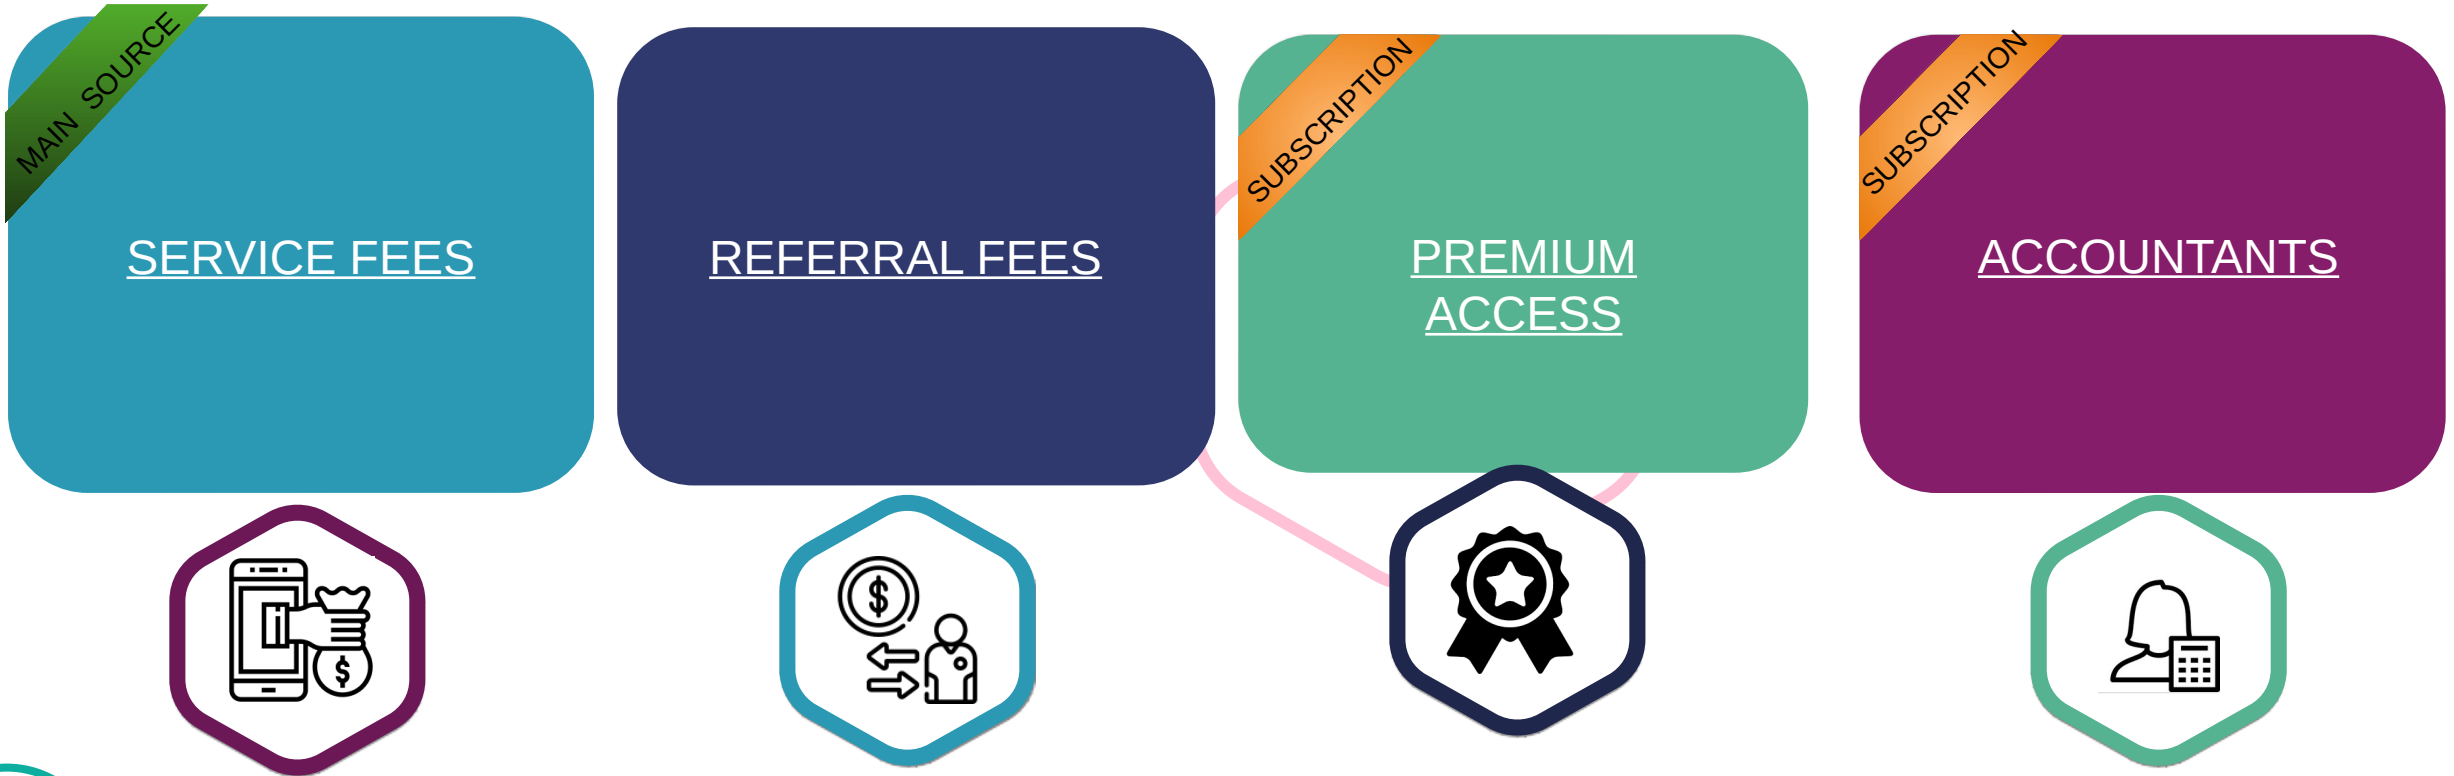 MAIN SOURCE
SERVICE FEES
REFERRAL FEES
SUBSCRIPTION
PREMIUM
ACCESS
SUBSCRIPTION
ACCOUNTANTS